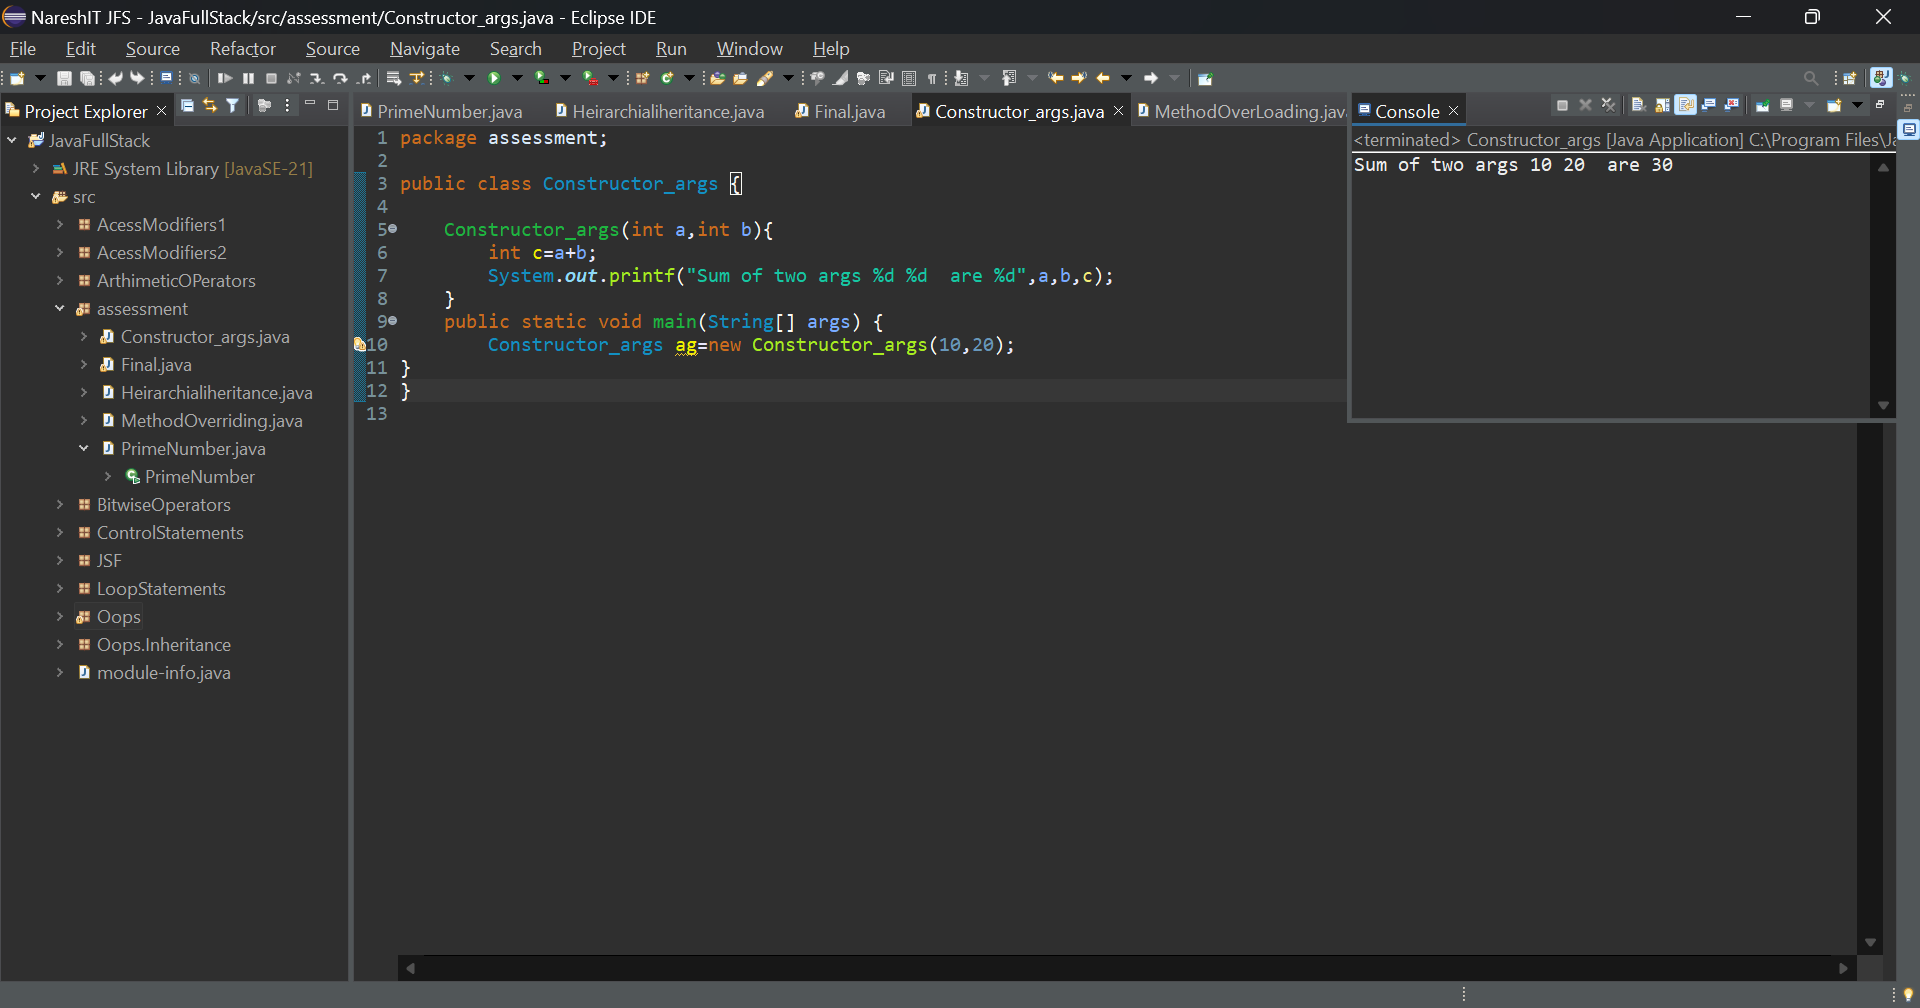 NareshIT JFS - JavaFullStack/src/assessment/Constructor_args.java - Eclipse IDE
File Edit Source Refactor Source Navigate Search Project Run Window Help
Project Explorer
JavaFullStack
JRE System Library [JavaSE-21]
src
AcessModifiers1
AcessModifiers2
ArthimeticOPerators
assessment
Constructor_args.java
Final.java
Heirarchialiheritance.java
MethodOverriding.java
PrimeNumber.java
PrimeNumber
BitwiseOperators
ControlStatements
JSF
LoopStatements
Oops
Oops.Inheritance
module-info.java
PrimeNumber.java Heirarchialiheritance.java Final.java Constructor_args.java MethodOverLoading.jav
1 package assessment;
2
3 public class Constructor_args {
4
5 Constructor_args(int a,int b){
6 int c=a+b;
7 System.out.printf("Sum of two args %d %d  are %d",a,b,c);
8 }
9 public static void main(String[] args) {
10 Constructor_args ag=new Constructor_args(10,20);
11 }
12 }
13
Console
<terminated> Constructor_args [Java Application] C:\Program Files\Ja
Sum of two args 10 20  are 30